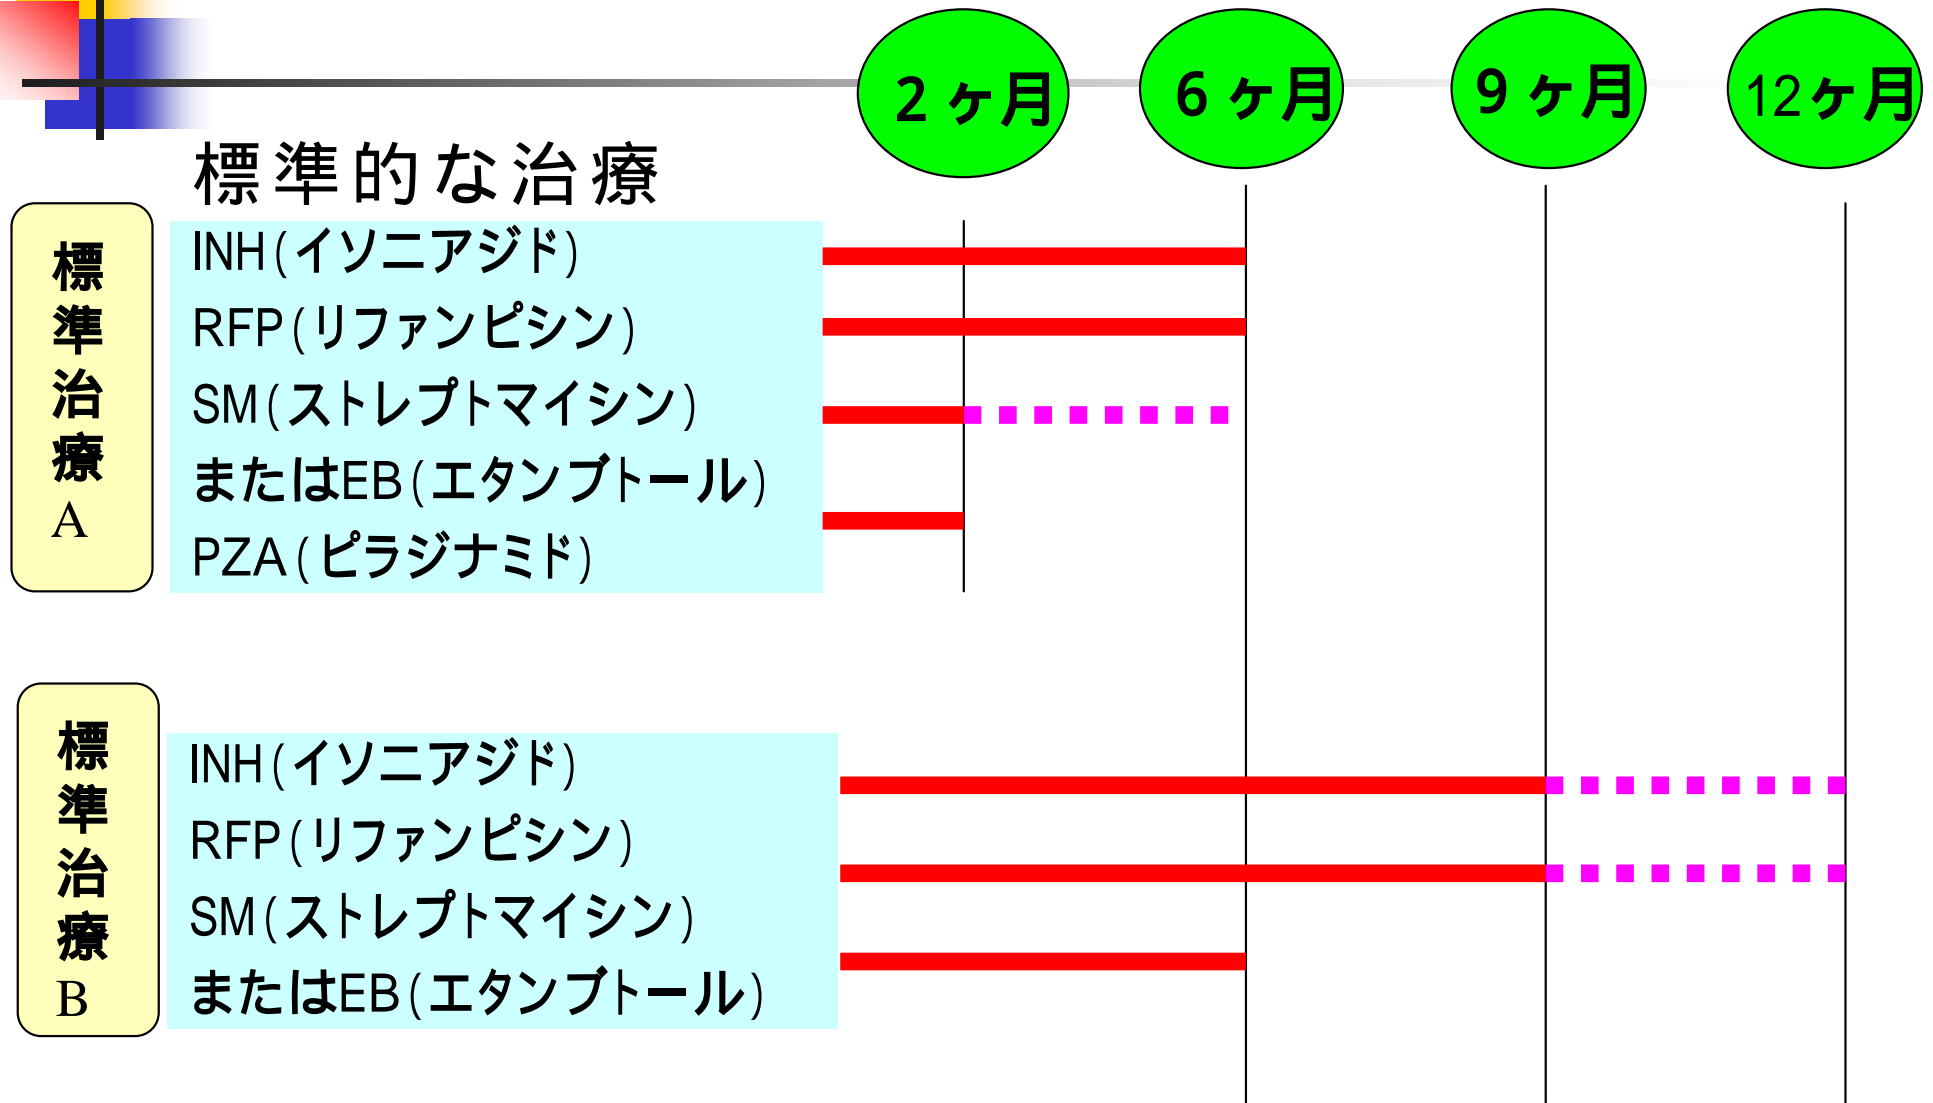 2 ヶ月
6 ヶ月
9 ヶ月
12ヶ月
標準的な治療
標準治療A
INH(イソニアジド)
RFP(リファンピシン)
SM(ストレプトマイシン)
またはEB(エタンブトール)
PZA(ピラジナミド)
標準治療B
INH(イソニアジド)
RFP(リファンピシン)
SM(ストレプトマイシン)
またはEB(エタンブトール)